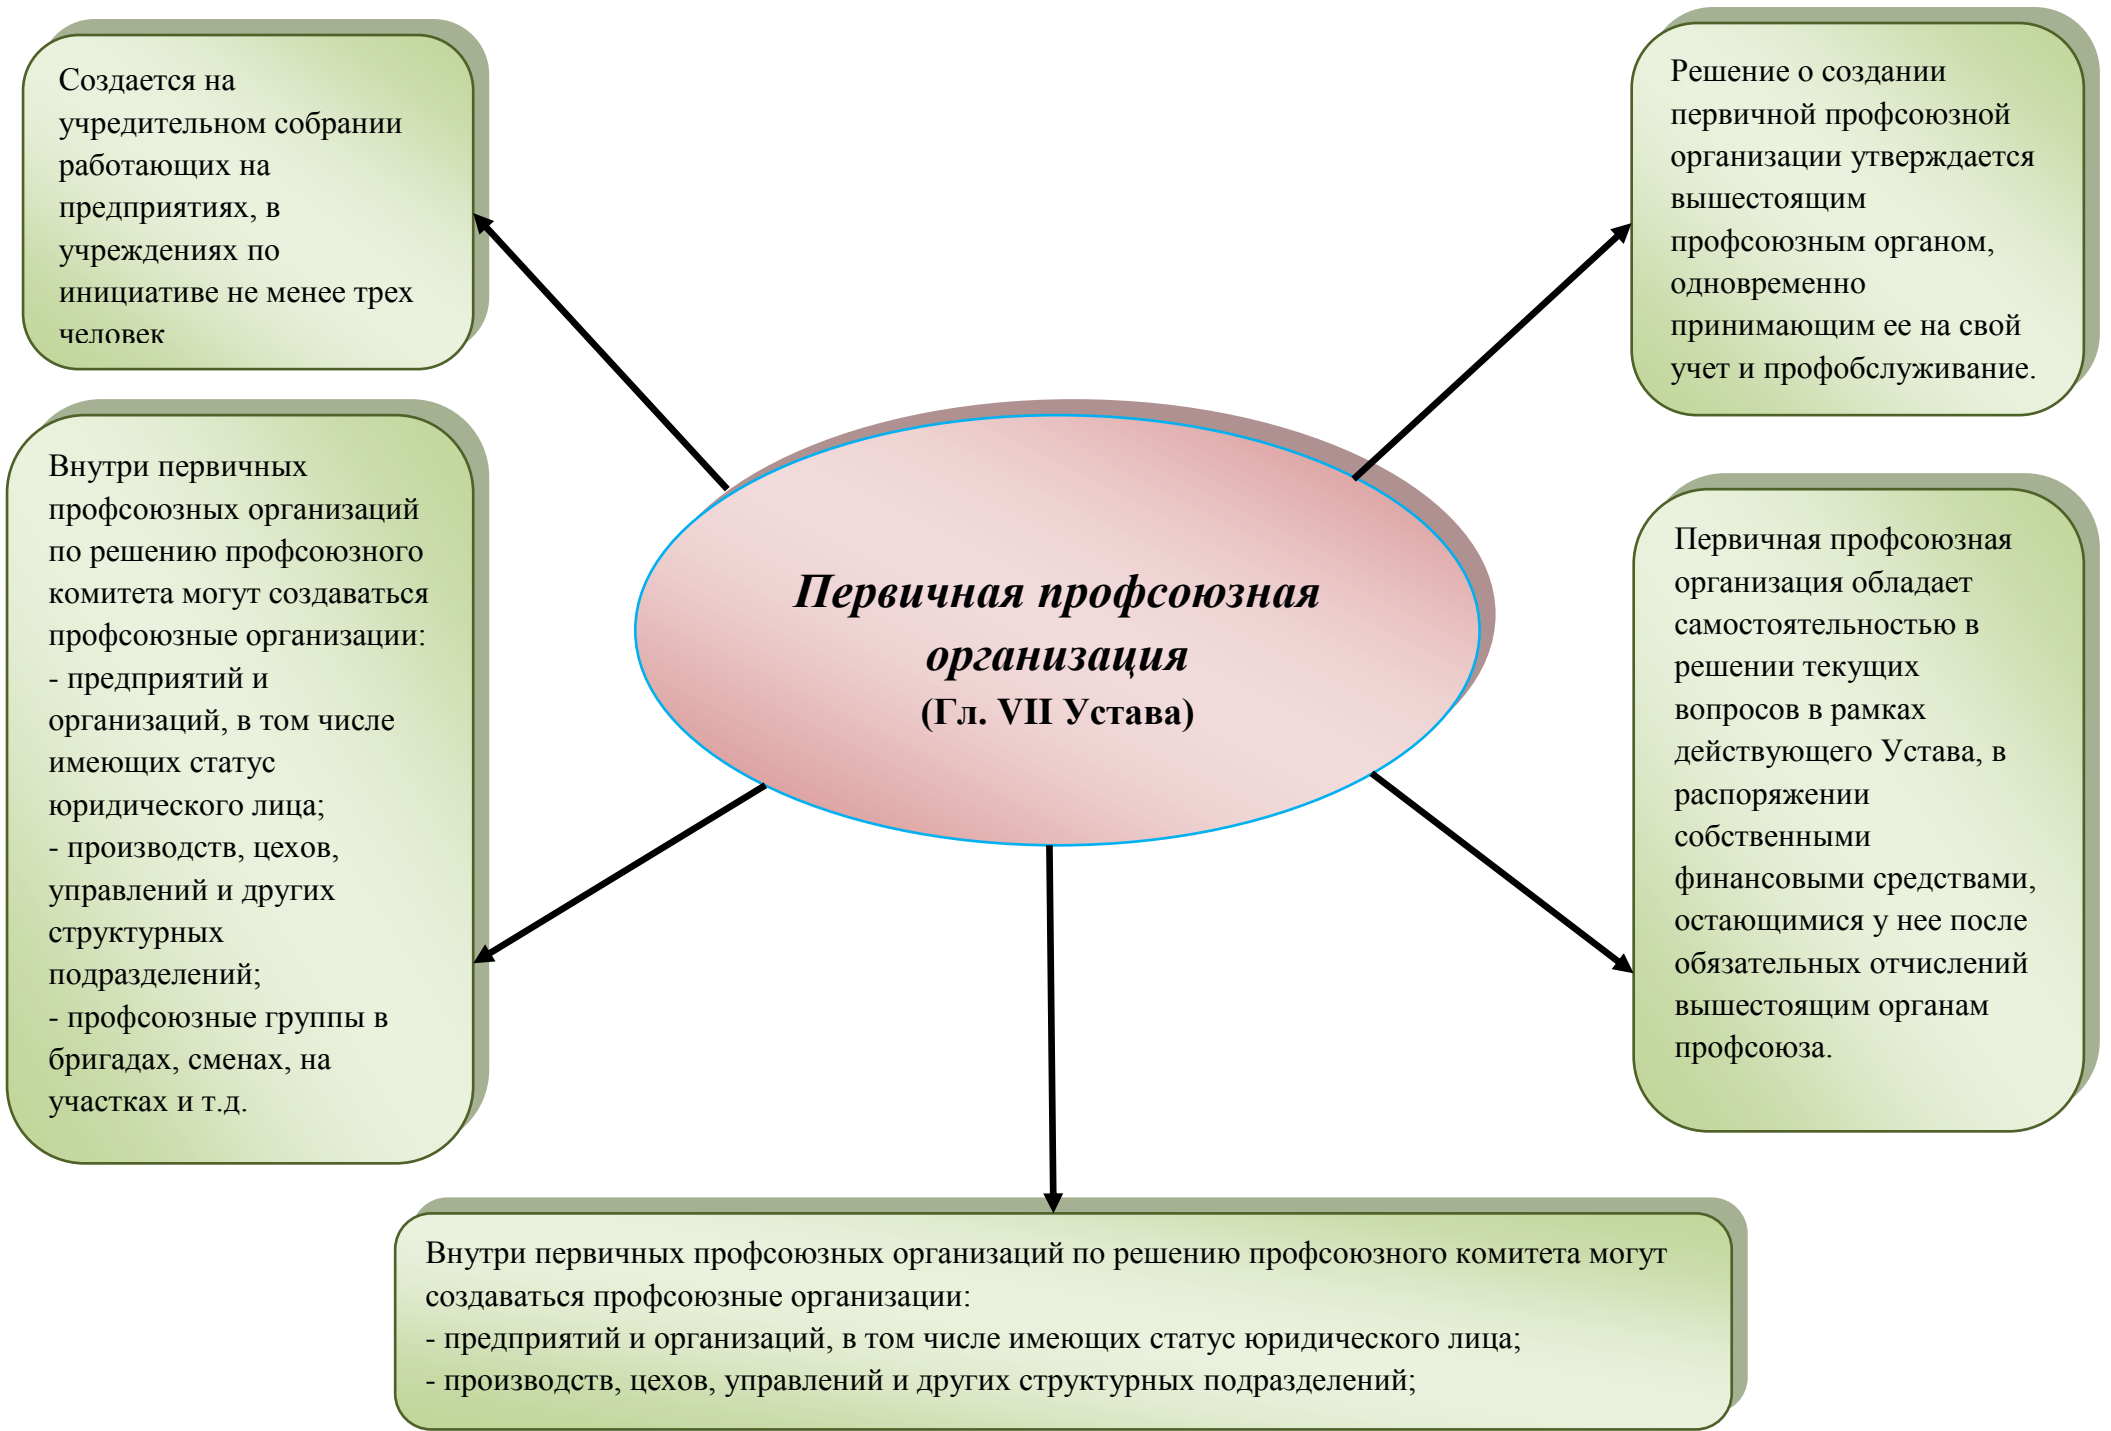 Создается на
учредительном собрании
работающих на
предприятиях, в
учреждениях по
инициативе не менее трех
человек
Решение о создании
первичной профсоюзной
организации утверждается
вышестоящим
профсоюзным органом,
одновременно
принимающим ее на свой
учет и профобслуживание.
Внутри первичных
профсоюзных организаций
по решению профсоюзного
комитета могут создаваться
профсоюзные организации:
- предприятий и
организаций, в том числе
имеющих статус
юридического лица;
- производств, цехов,
управлений и других
структурных
подразделений;
- профсоюзные группы в
бригадах, сменах, на
участках и т.д.
Первичная профсоюзная
организация
(Гл. VII Устава)
Первичная профсоюзная
организация обладает
самостоятельностью в
решении текущих
вопросов в рамках
действующего Устава, в
распоряжении
собственными
финансовыми средствами,
остающимися у нее после
обязательных отчислений
вышестоящим органам
профсоюза.
Внутри первичных профсоюзных организаций по решению профсоюзного комитета могут
создаваться профсоюзные организации:
- предприятий и организаций, в том числе имеющих статус юридического лица;
- производств, цехов, управлений и других структурных подразделений;